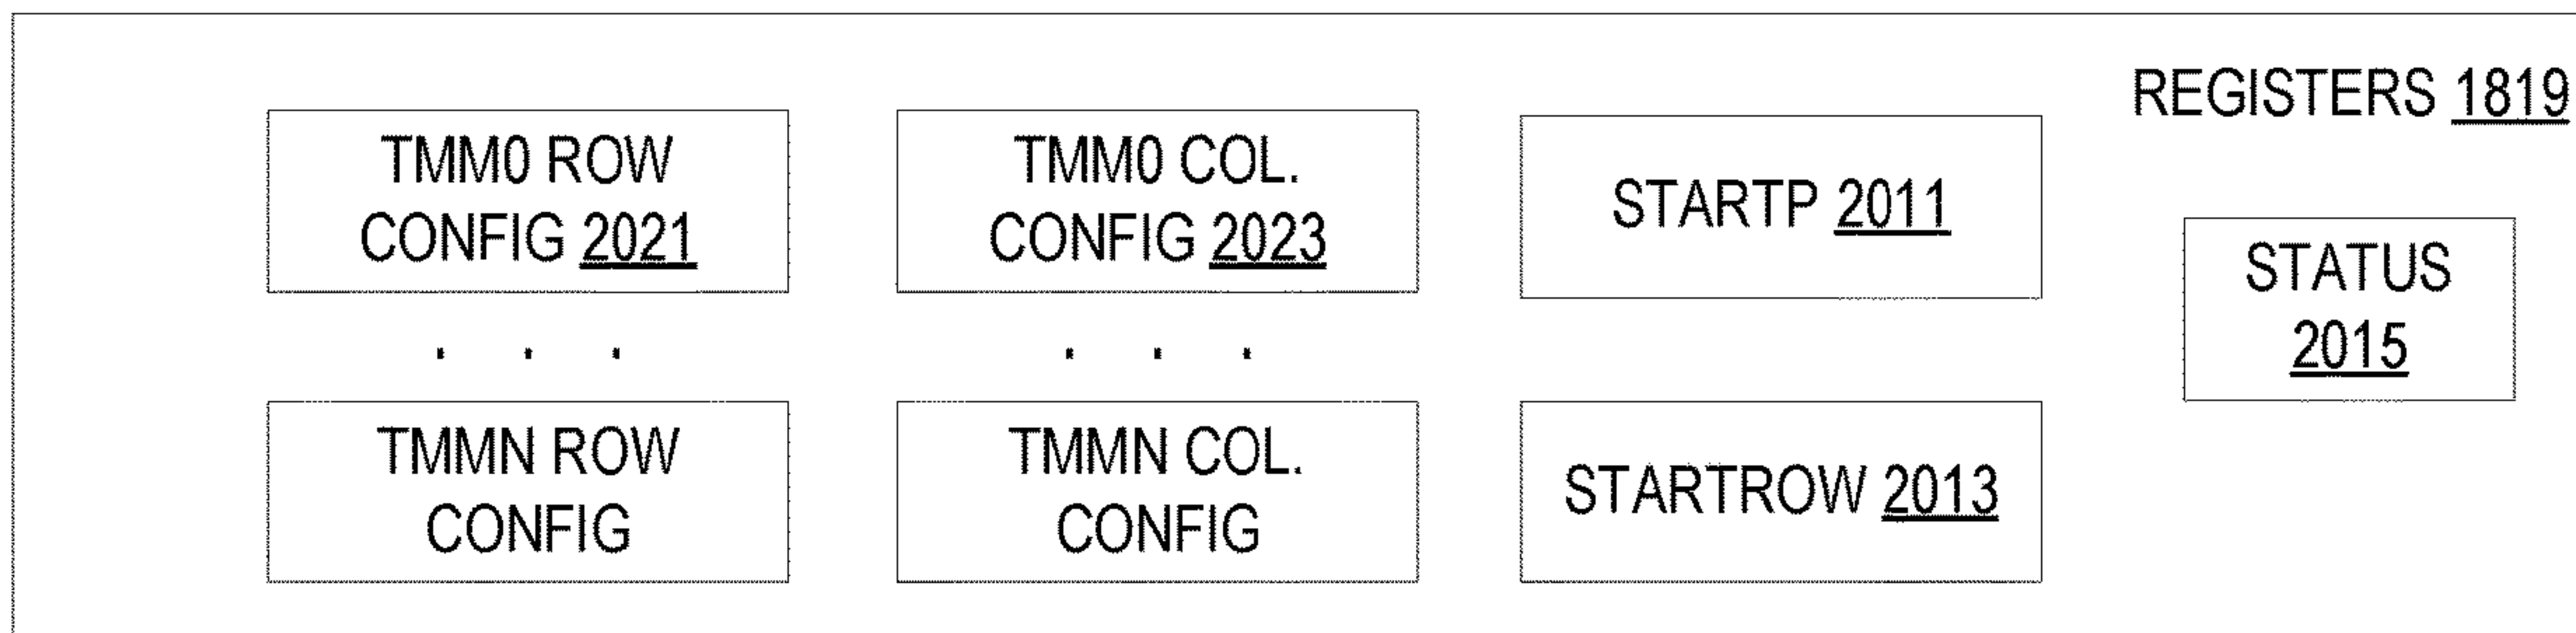 REGISTERS 1819
TMM0 ROW
CONFIG 2021
TMM0 COL.
CONFIG 2023
STARTP 2011
STATUS
2015
. . .
. . .
TMMN ROW
CONFIG
TMMN COL.
CONFIG
STARTROW 2013